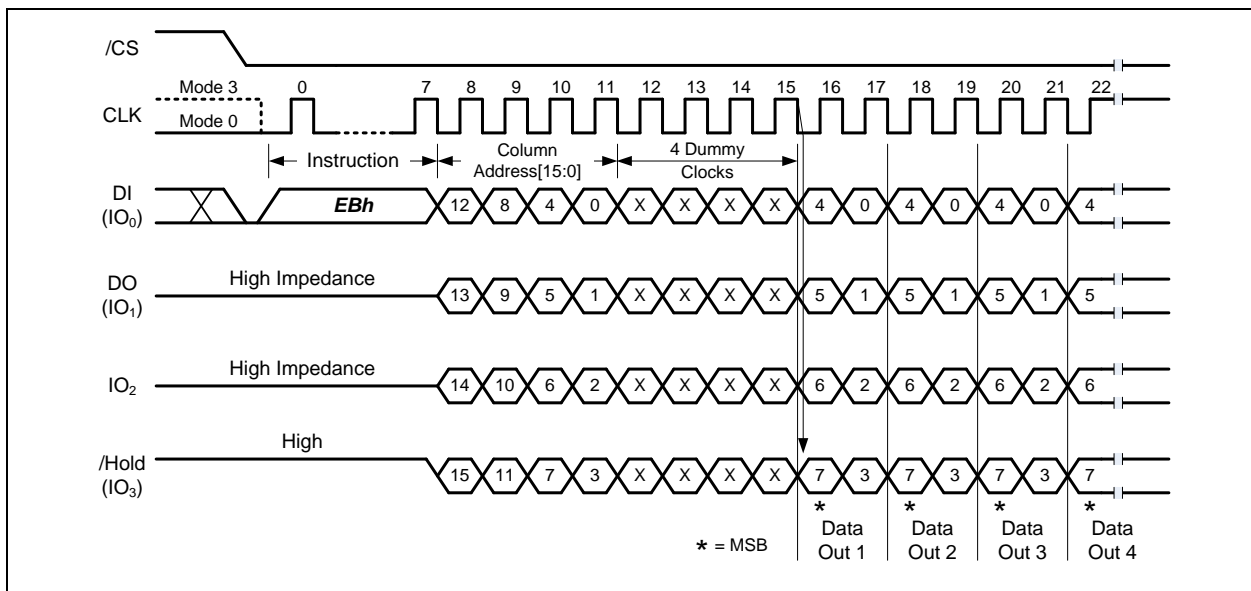 /CS
Mode 3 0 7 8 9 10 11 12 13 14 15 16 17 18 19 20 21 22
CLK
Mode 0
Instruction
Column
Address[15:0]
4 Dummy
Clocks
DI
(IO0)
EBh 12 8 4 0 X X X X 4 0 4 0 4 0 4
DO
(IO1)
High Impedance 13 9 5 1 X X X X 5 1 5 1 5 1 5
IO2
High Impedance 14 10 6 2 X X X X 6 2 6 2 6 2 6
/Hold
(IO3)
High 15 11 7 3 X X X X 7 3 7 3 7 3 7
* * * *
* = MSB
Data
Out 1
Data
Out 2
Data
Out 3
Data
Out 4